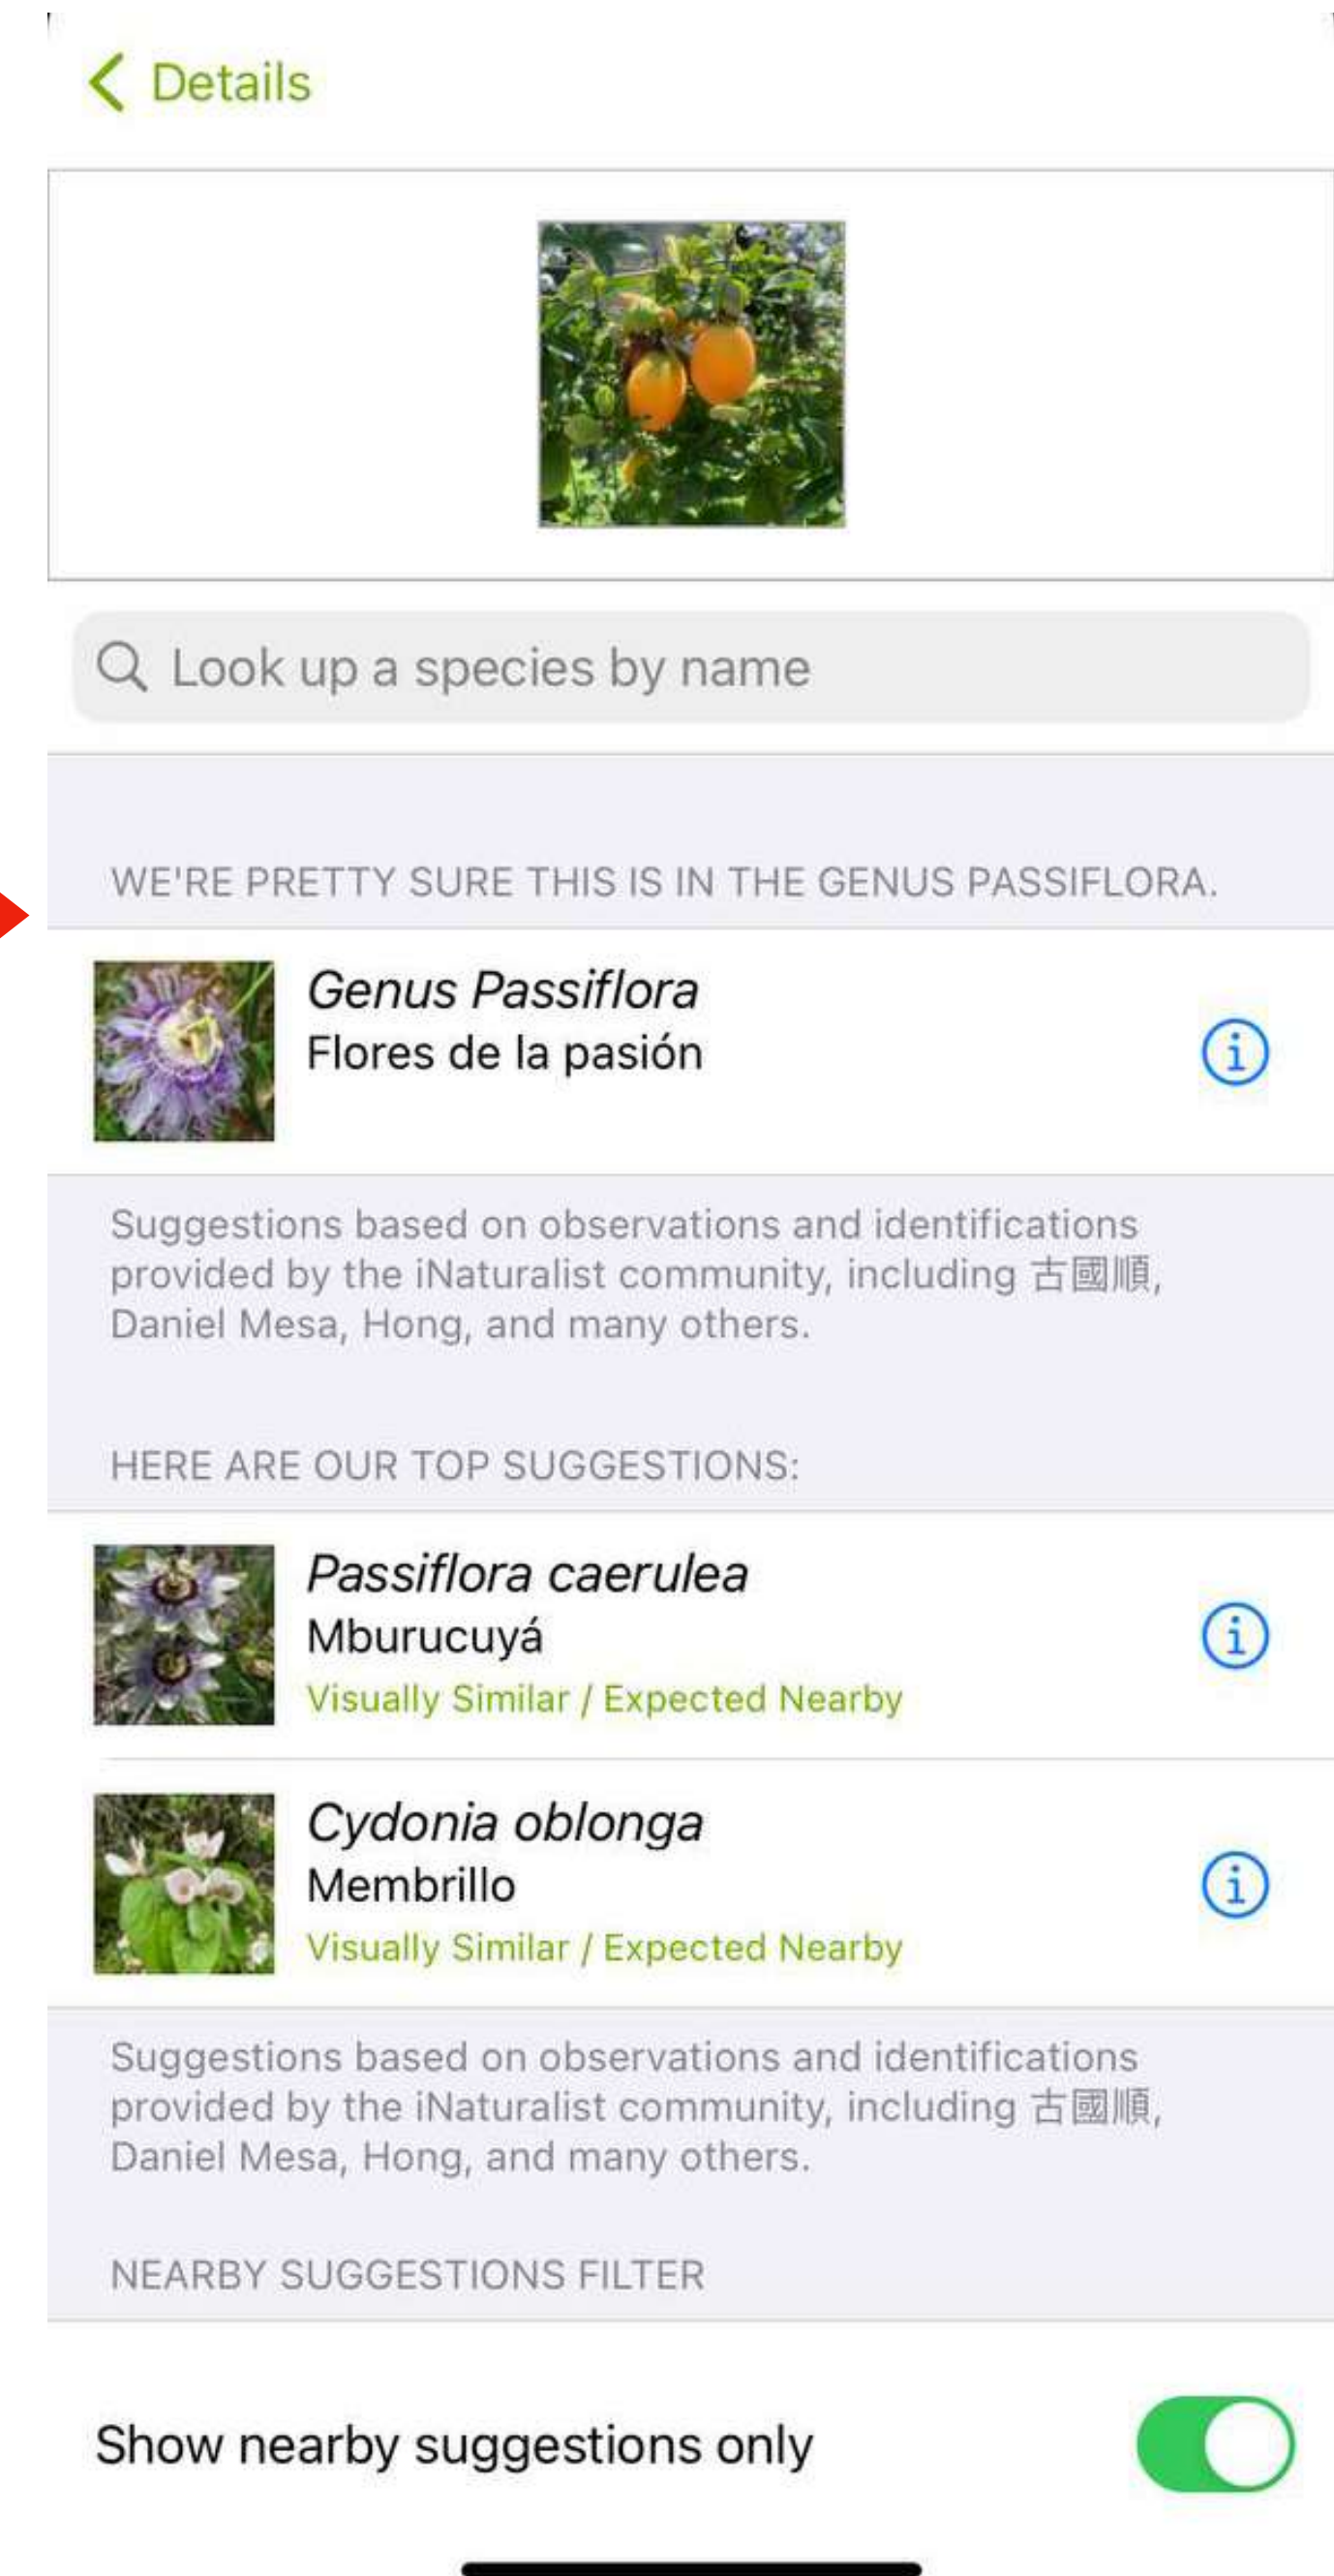 Details
Look up a species by name
WE'RE PRETTY SURE THIS IS IN THE GENUS PASSIFLORA.
Genus Passiflora
Flores de la pasión
Suggestions based on observations and identifications
provided by the iNaturalist community, including 古國順,
Daniel Mesa, Hong, and many others.
HERE ARE OUR TOP SUGGESTIONS:
Passiflora caerulea
Mburucuyá
Visually Similar / Expected Nearby
Cydonia oblonga
Membrillo
Visually Similar / Expected Nearby
Suggestions based on observations and identifications
provided by the iNaturalist community, including 古國順,
Daniel Mesa, Hong, and many others.
NEARBY SUGGESTIONS FILTER
Show nearby suggestions only